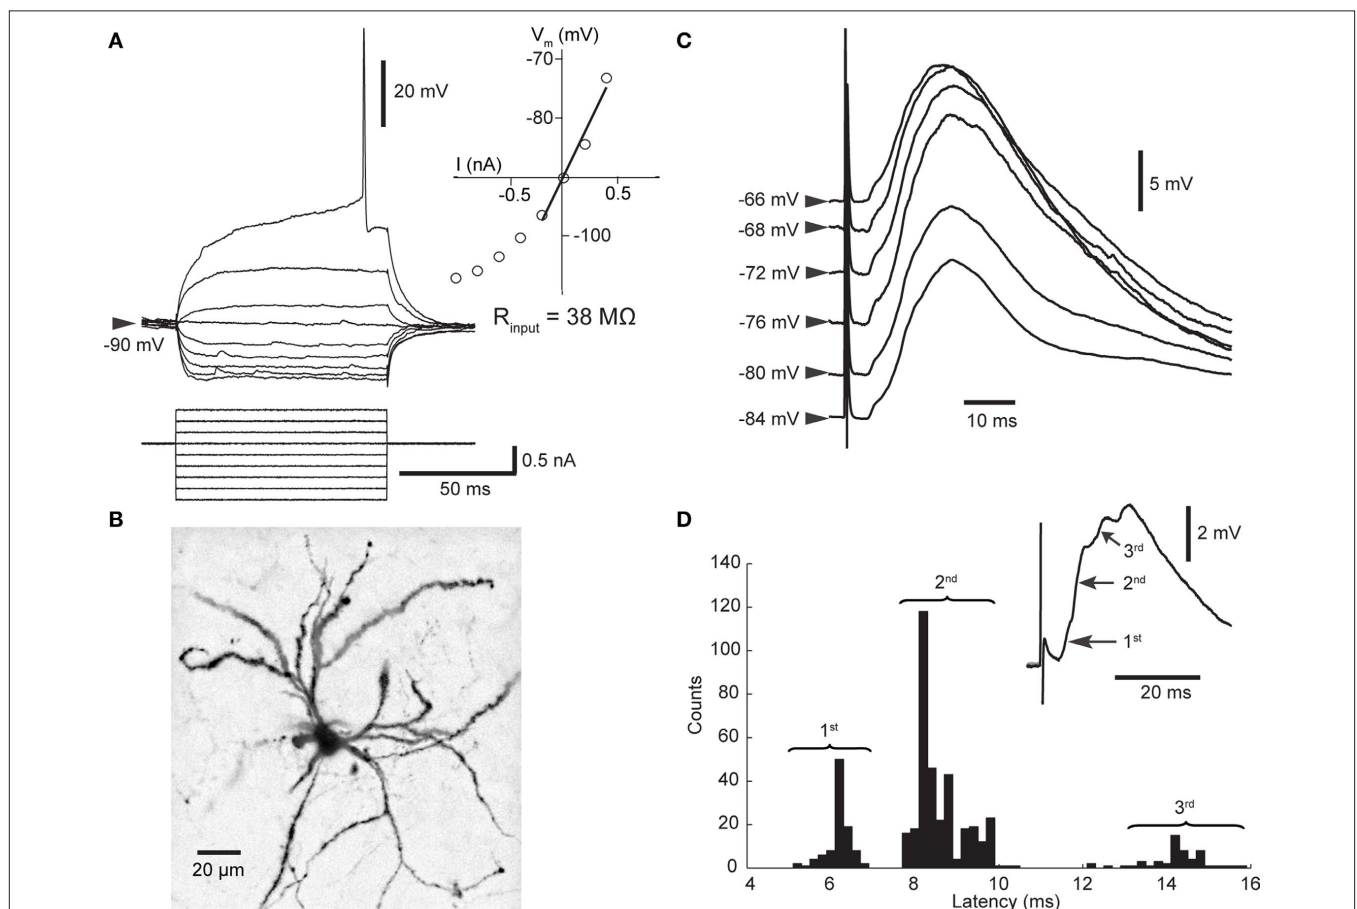 A
20 mV
-90 mV
V_m (mV)
-70
-80
I (nA)
-0.5
0.5
-100
R_input = 38 MΩ
0.5 nA
50 ms
B
20 µm
C
-66 mV
-68 mV
-72 mV
-76 mV
-80 mV
-84 mV
5 mV
10 ms
D
Counts
140
120
100
80
60
40
20
0
4
6
8
10
12
14
16
Latency (ms)
1st
2nd
3rd
2 mV
3rd
2nd
1st
20 ms